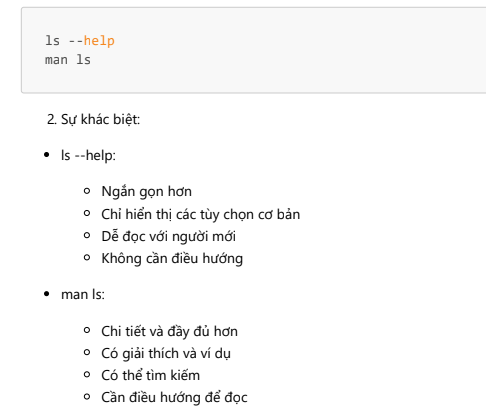 ls --help
man ls
2. Sự khác biệt:
• ls --help:
◦ Ngắn gọn hơn
◦ Chỉ hiển thị các tùy chọn cơ bản
◦ Dễ đọc với người mới
◦ Không cần điều hướng
• man ls:
◦ Chi tiết và đầy đủ hơn
◦ Có giải thích và ví dụ
◦ Có thể tìm kiếm
◦ Cần điều hướng để đọc